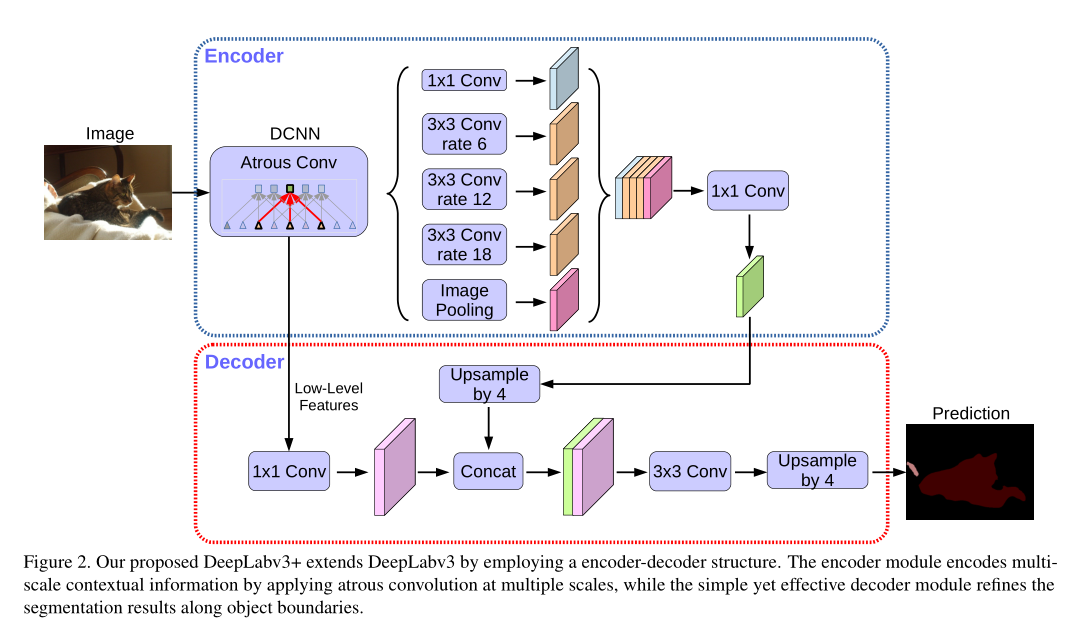 Encoder
Image
DCNN
Atrous Conv
1x1 Conv
3x3 Conv
rate 6
3x3 Conv
rate 12
3x3 Conv
rate 18
Image
Pooling
1x1 Conv
Decoder
Low-Level
Features
Upsample
by 4
1x1 Conv
Concat
3x3 Conv
Upsample
by 4
Prediction
Figure 2. Our proposed DeepLabv3+ extends DeepLabv3 by employing a encoder-decoder structure. The encoder module encodes multi-
scale contextual information by applying atrous convolution at multiple scales, while the simple yet effective decoder module refines the
segmentation results along object boundaries.